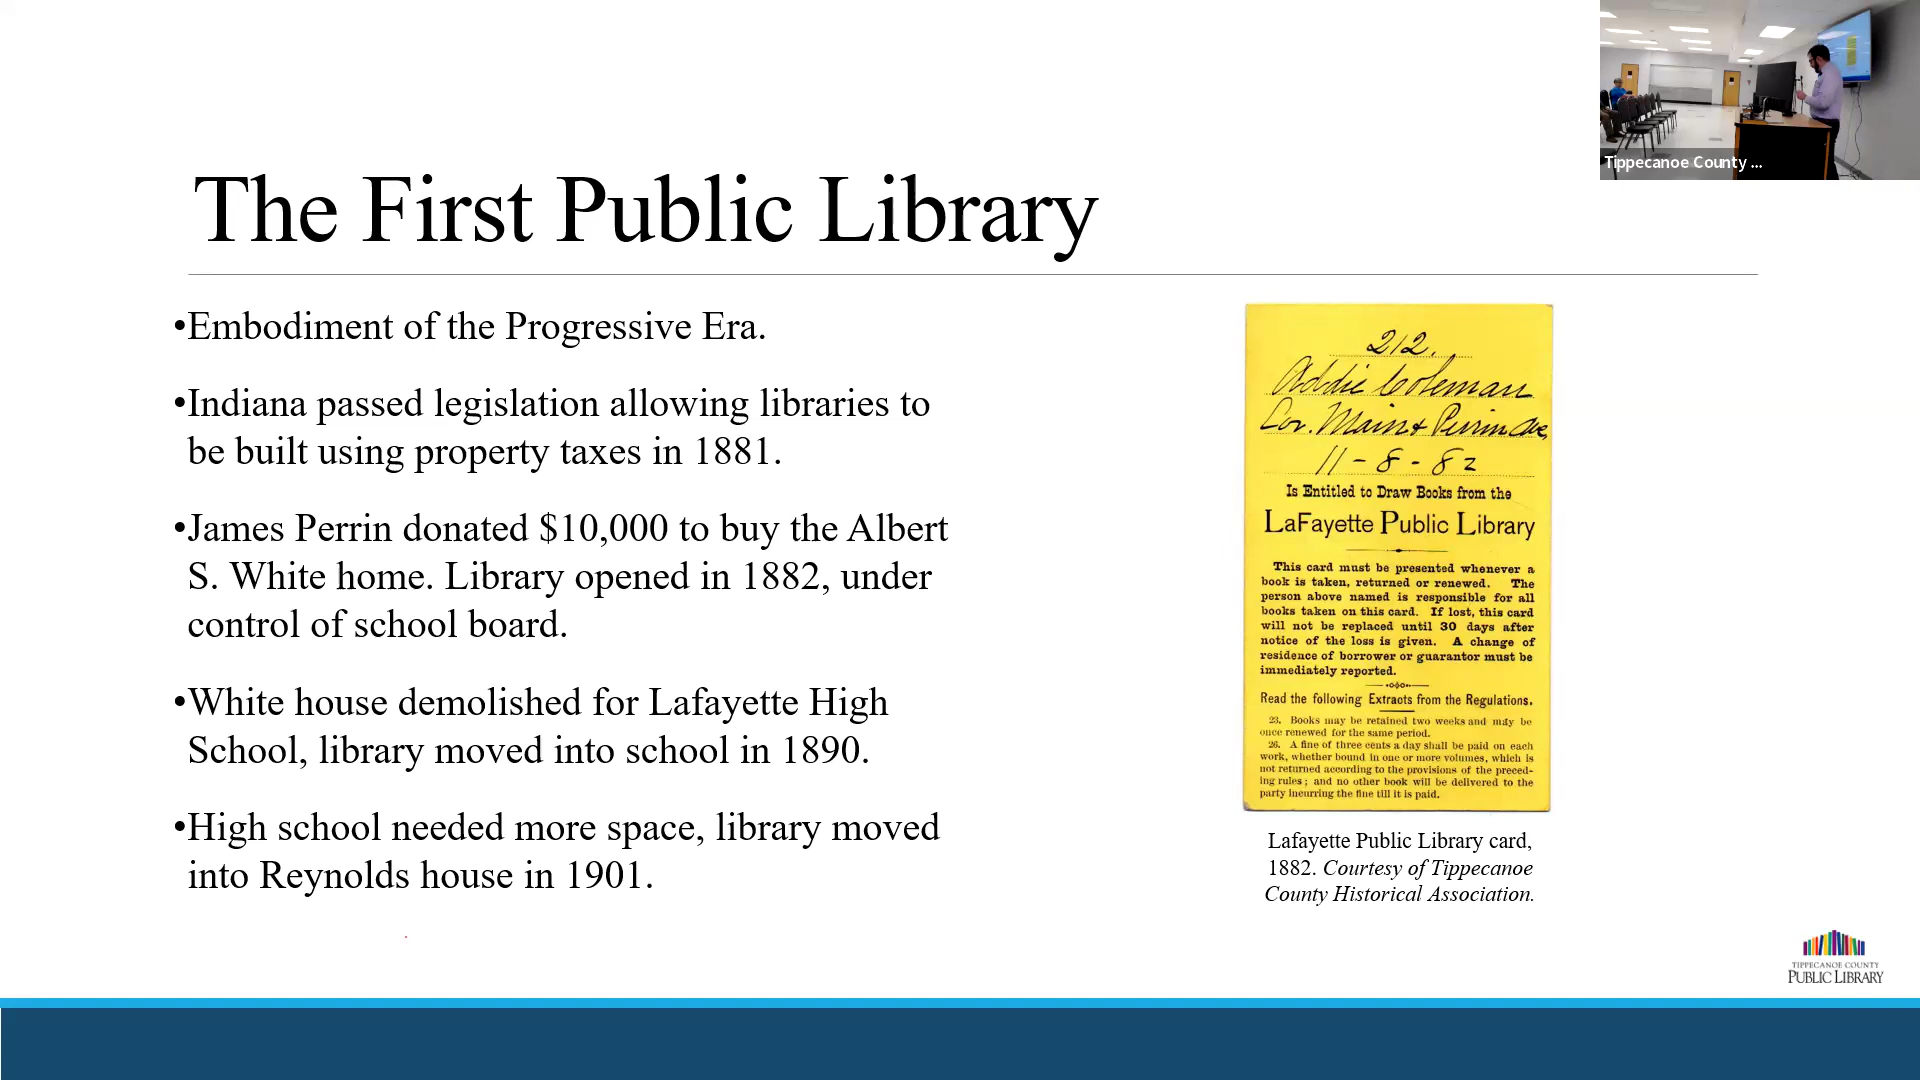 Tippecanoe County ...
The First Public Library
•Embodiment of the Progressive Era.
•Indiana passed legislation allowing libraries to
be built using property taxes in 1881.
•James Perrin donated $10,000 to buy the Albert
S. White home. Library opened in 1882, under
control of school board.
•White house demolished for Lafayette High
School, library moved into school in 1890.
•High school needed more space, library moved
into Reynolds house in 1901.
212.
Addie Coleman
Cor. Main & Perrin Ave,
11-8-82
Is Entitled to Draw Books from the
LaFayette Public Library
This card must be presented whenever a
book is taken, returned or renewed. The
person above named is responsible for all
books taken on this card. If lost, this card
will not be replaced until 30 days after
notice of the loss is given. A change of
residence of borrower or guarantor must be
immediately reported.
Read the following Extracts from the Regulations.
23. Books may be retained two weeks and may be
once renewed for the same period.
26. A fine of three cents a day shall be paid on each
work, whether bound in one or more volumes, which is
not returned according to the provisions of the preced-
ing rules; and no other book will be delivered to the
party incurring the fine till it is paid.
Lafayette Public Library card,
1882. Courtesy of Tippecanoe
County Historical Association.
TIPPECANOE COUNTY
PUBLIC LIBRARY